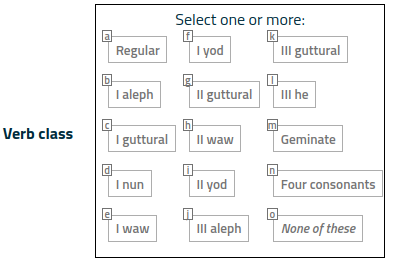 Select one or more:
a Regular f I yod k III guttural
b I aleph g II guttural l III he
Verb class c I guttural h II waw m Geminate
d I nun i II yod n Four consonants
e I waw j III aleph o None of these